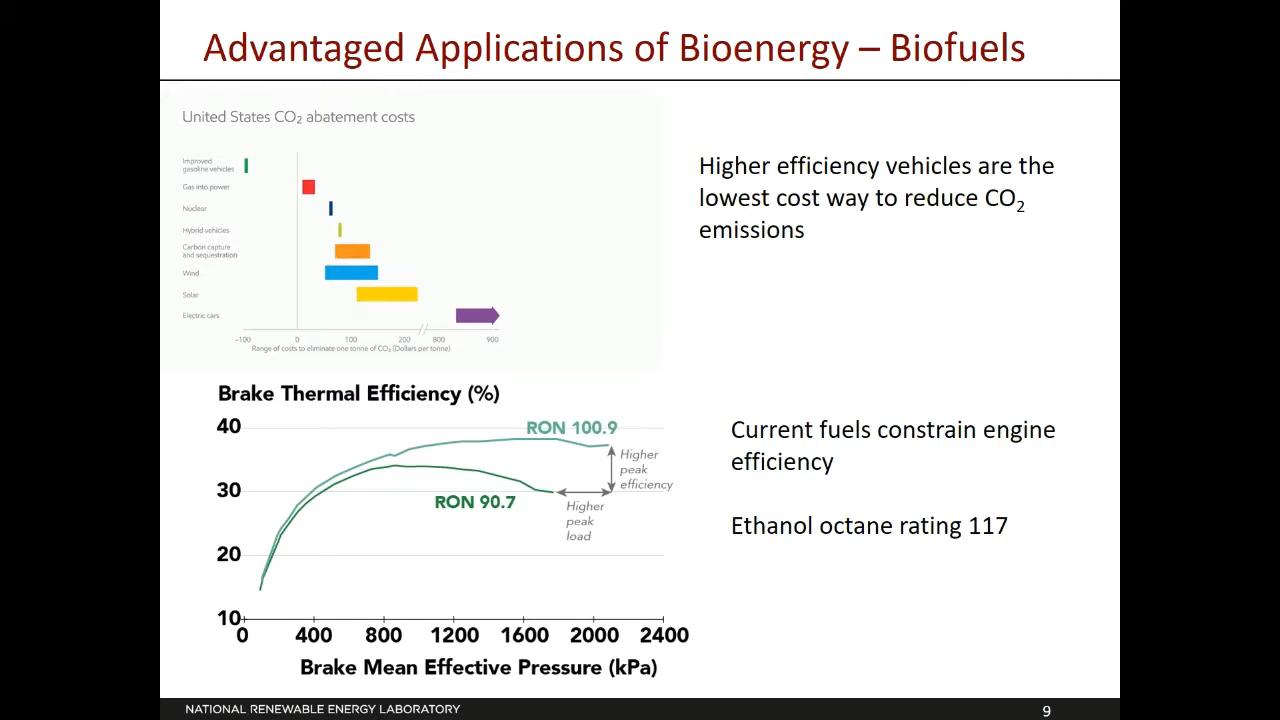 Advantaged Applications of Bioenergy – Biofuels
United States CO₂ abatement costs
Improved
gasoline vehicles
Gas into power
Nuclear
Hybrid vehicles
Carbon capture
and sequestration
Wind
Solar
Electric cars
–100 0 100 200 800 900
Range of costs to eliminate one tonne of CO₂ (Dollars per tonne)
Higher efficiency vehicles are the
lowest cost way to reduce CO₂
emissions
Brake Thermal Efficiency (%)
40
30
20
10
RON 100.9
Higher
peak
efficiency
RON 90.7
Higher
peak
load
0 400 800 1200 1600 2000 2400
Brake Mean Effective Pressure (kPa)
Current fuels constrain engine
efficiency
Ethanol octane rating 117
NATIONAL RENEWABLE ENERGY LABORATORY
9